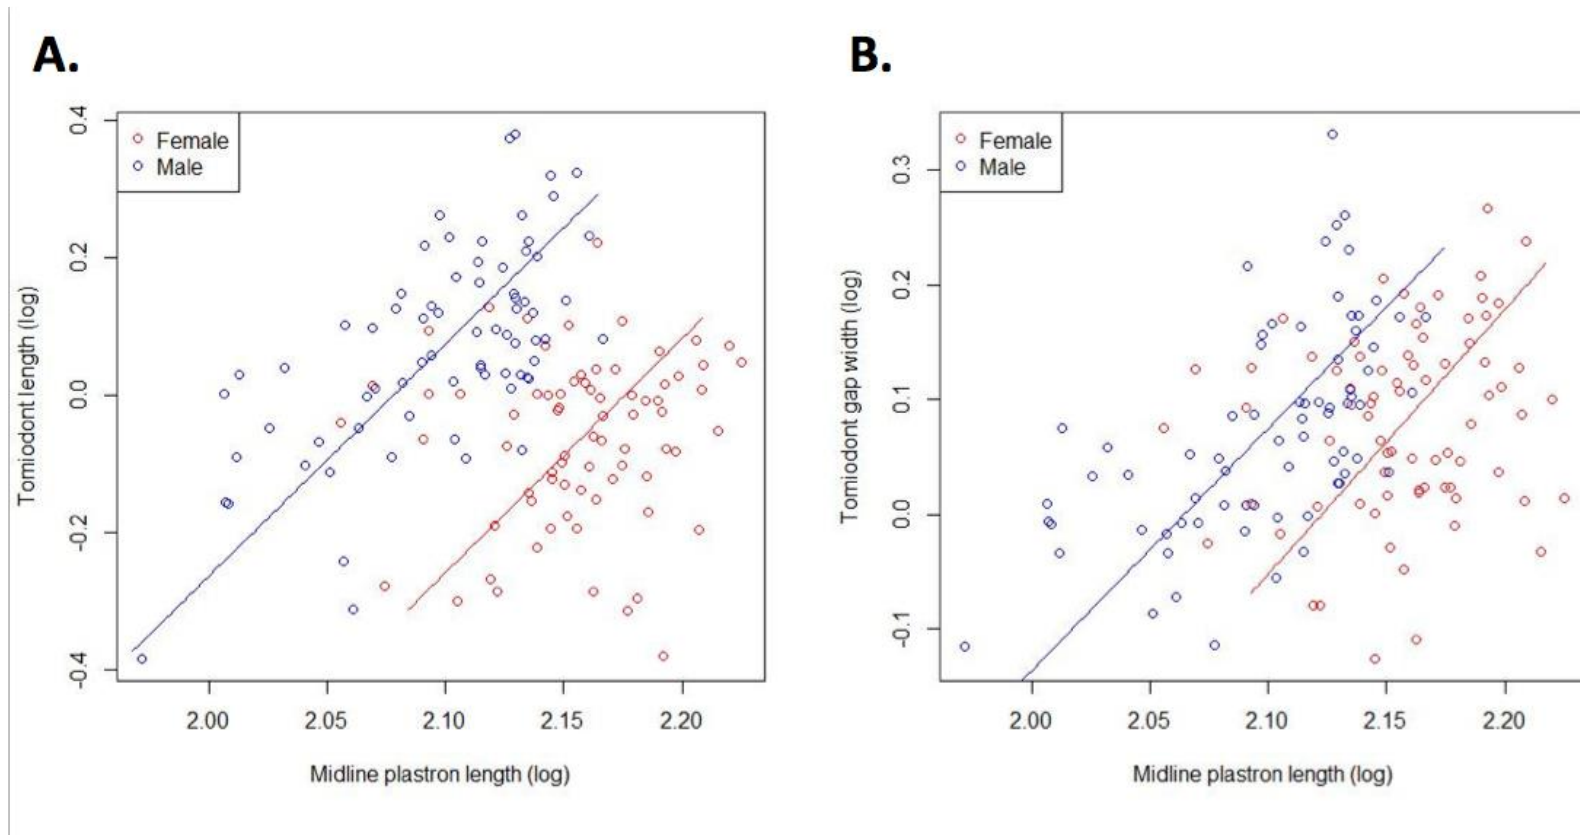 A.
Female
Male
0.4
0.2
0.0
-0.2
-0.4
Tomiodont length (log)
2.00 2.05 2.10 2.15 2.20
Midline plastron length (log)
B.
Female
Male
0.3
0.2
0.1
0.0
-0.1
Tomiodont gap width (log)
2.00 2.05 2.10 2.15 2.20
Midline plastron length (log)